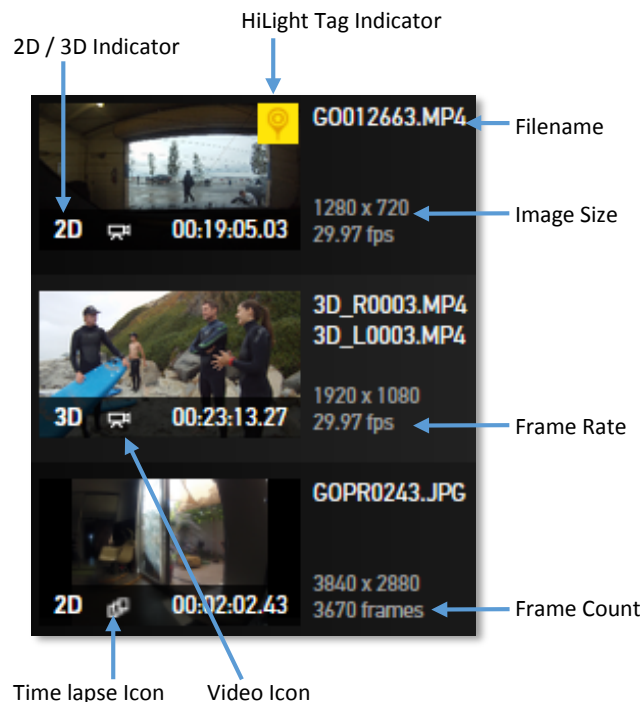 HiLight Tag Indicator
2D / 3D Indicator
GO012663.MP4
Filename
1280 x 720
Image Size
29.97 fps
2D
00:19:05.03
3D_R0003.MP4
3D_L0003.MP4
1920 x 1080
29.97 fps
Frame Rate
3D
00:23:13.27
GOPR0243.JPG
3840 x 2880
3670 frames
Frame Count
2D
00:02:02.43
Time lapse Icon
Video Icon